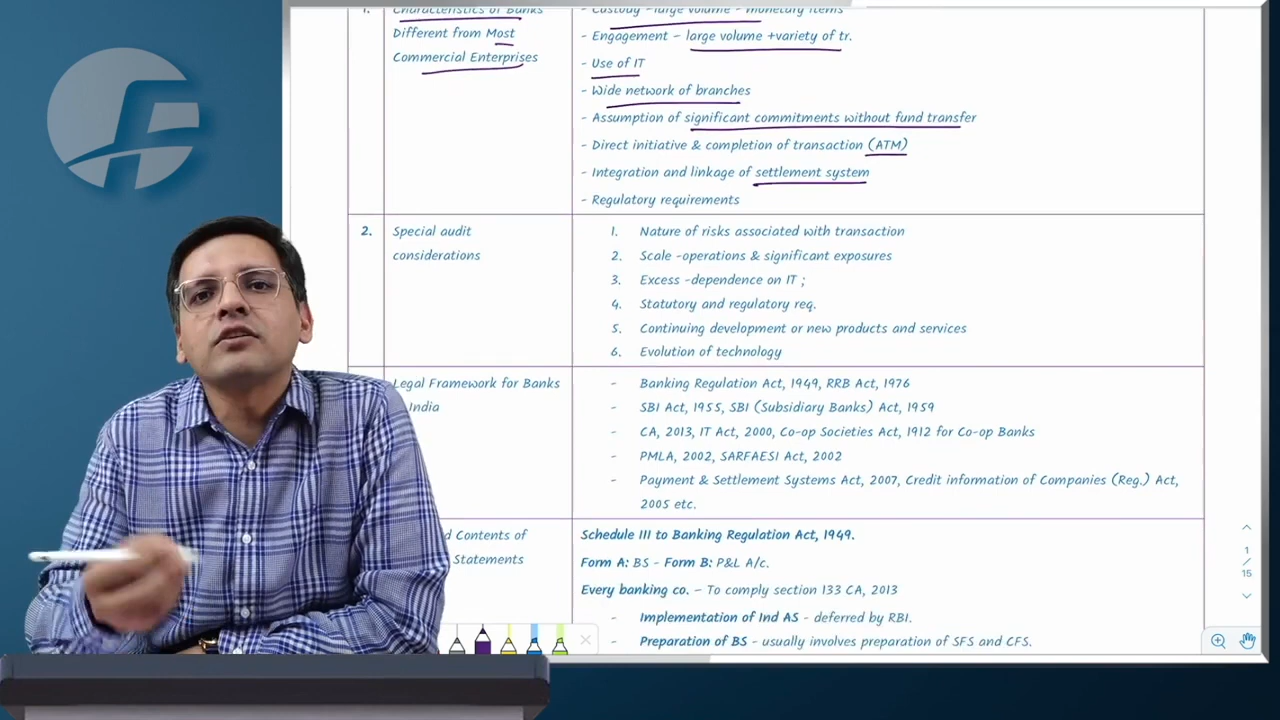 1. Characteristics of Banks
Different from Most
Commercial Enterprises
- Custody -large volume - monetary items
- Engagement – large volume +variety of tr.
- Use of IT
- Wide network of branches
- Assumption of significant commitments without fund transfer
- Direct initiative & completion of transaction (ATM)
- Integration and linkage of settlement system
- Regulatory requirements
2. Special audit
considerations
1. Nature of risks associated with transaction
2. Scale -operations & significant exposures
3. Excess -dependence on IT ;
4. Statutory and regulatory req.
5. Continuing development or new products and services
6. Evolution of technology
Legal Framework for Banks
India
- Banking Regulation Act, 1949, RRB Act, 1976
- SBI Act, 1955, SBI (Subsidiary Banks) Act, 1959
- CA, 2013, IT Act, 2000, Co-op Societies Act, 1912 for Co-op Banks
- PMLA, 2002, SARFAESI Act, 2002
- Payment & Settlement Systems Act, 2007, Credit information of Companies (Reg.) Act,
2005 etc.
d Contents of
Statements
Schedule III to Banking Regulation Act, 1949.
Form A: BS - Form B: P&L A/c.
Every banking co. – To comply section 133 CA, 2013
- Implementation of Ind AS - deferred by RBI.
- Preparation of BS - usually involves preparation of SFS and CFS.
1
/
15